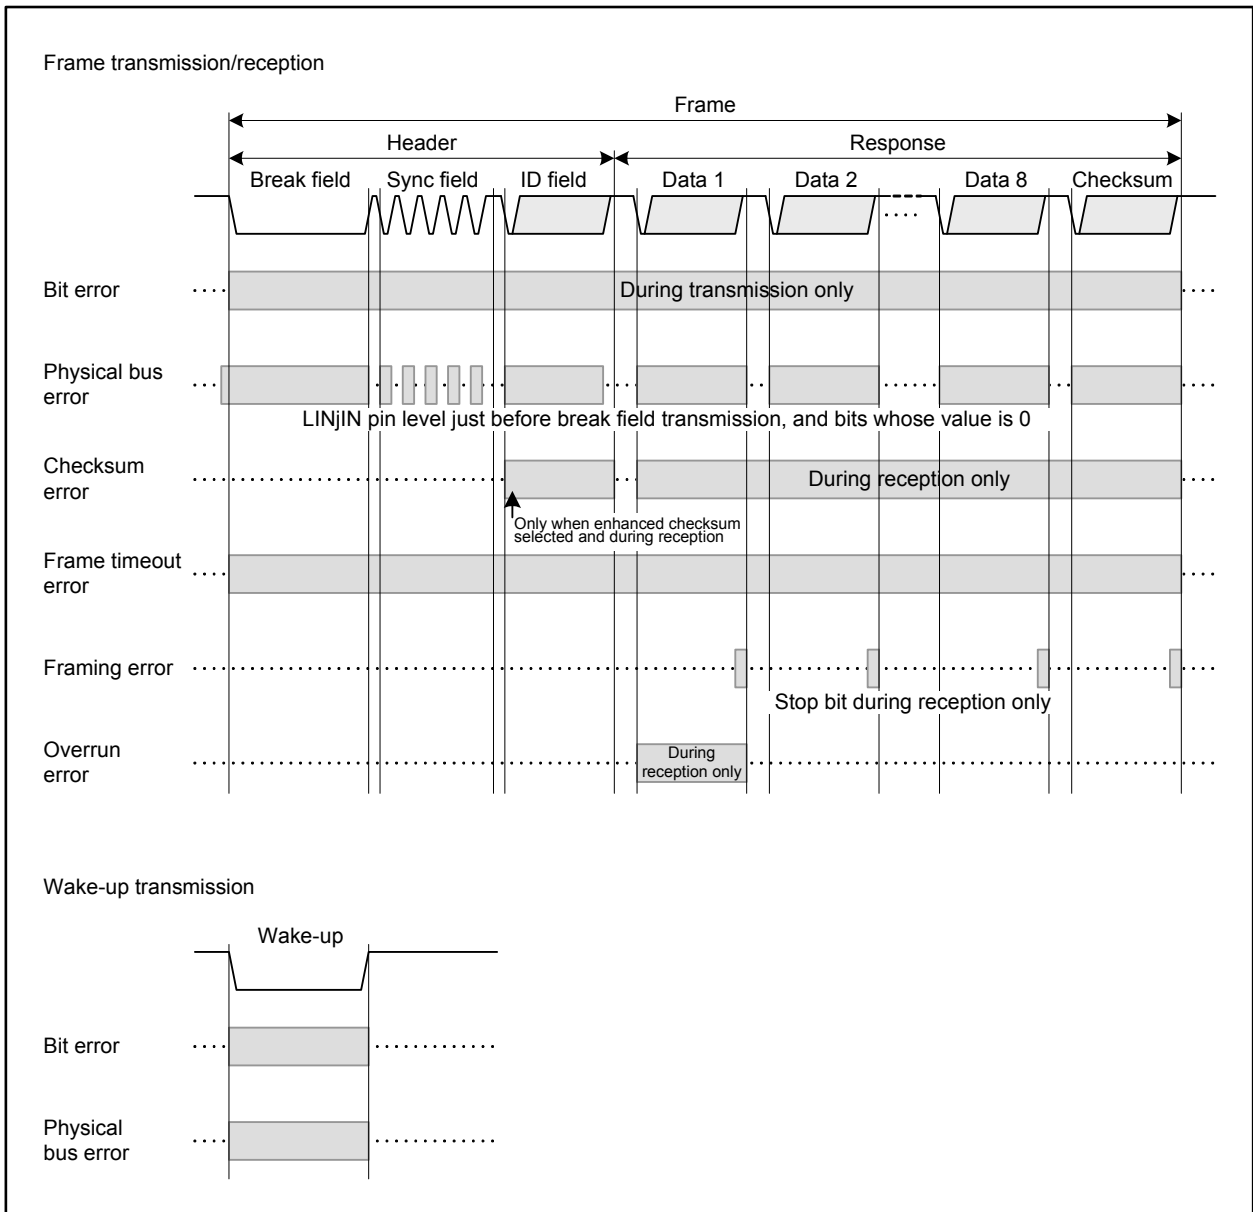 Frame transmission/reception
Frame
Header
Response
Break field
Sync field
ID field
Data 1
Data 2
Data 8
Checksum
Bit error
During transmission only
Physical bus
error
LINjIN pin level just before break field transmission, and bits whose value is 0
Checksum
error
During reception only
Only when enhanced checksum
selected and during reception
Frame timeout
error
Framing error
Stop bit during reception only
Overrun
error
During
reception only
Wake-up transmission
Wake-up
Bit error
Physical
bus error